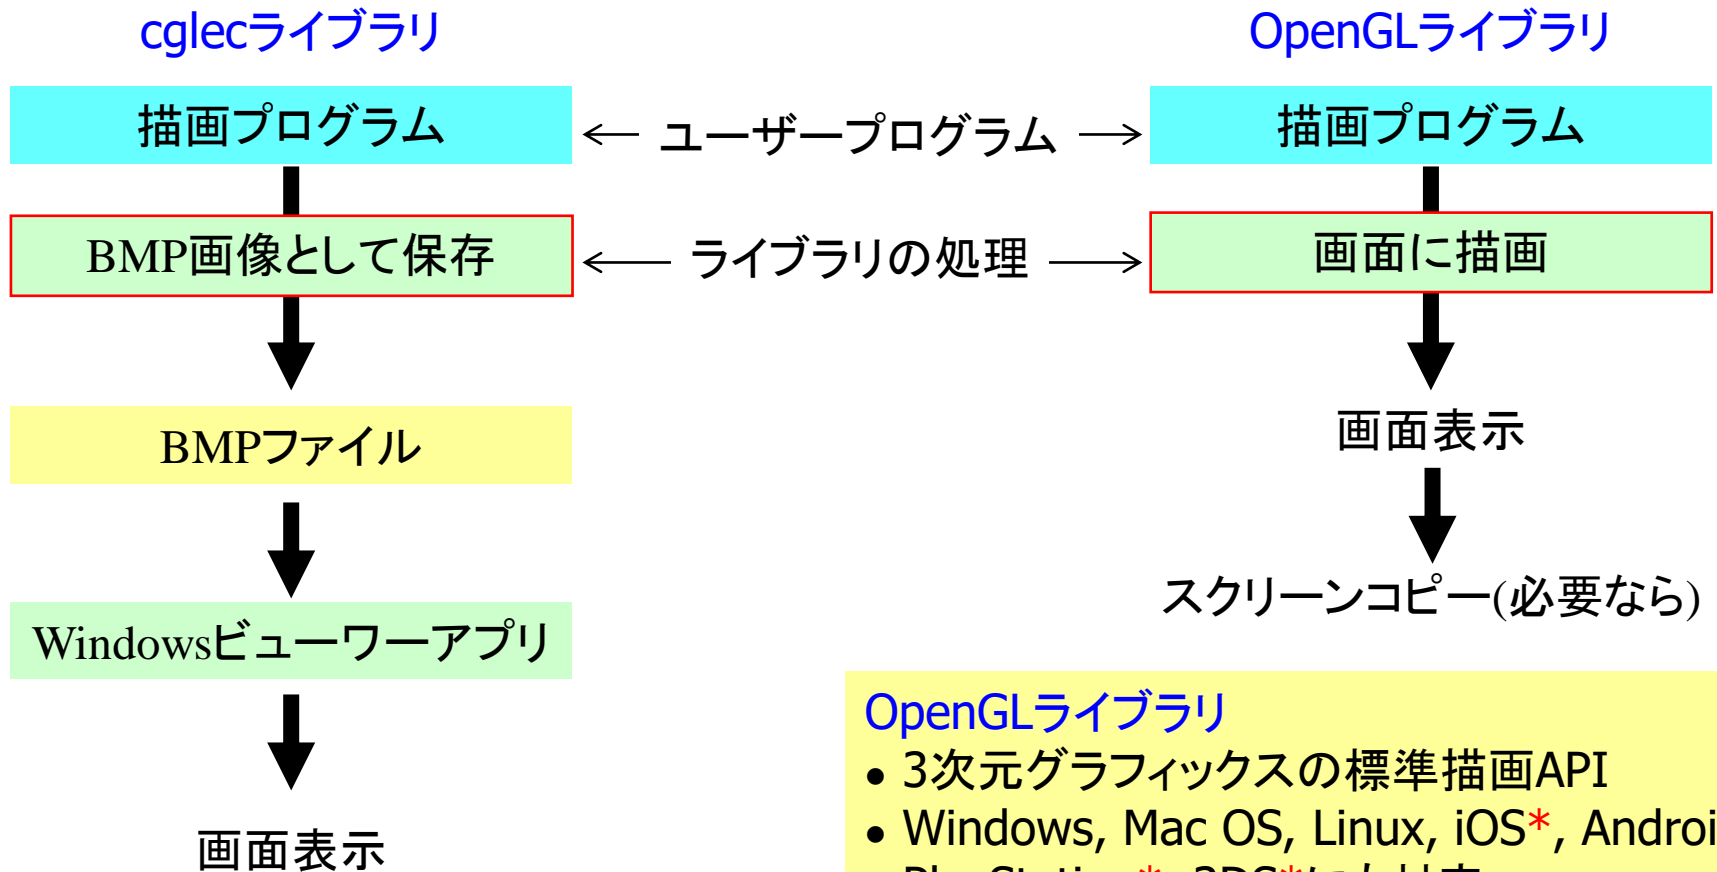 cglecライブラリ
OpenGLライブラリ
描画プログラム
ユーザープログラム
描画プログラム
BMP画像として保存
ライブラリの処理
画面に描画
BMPファイル
画面表示
Windowsビューワーアプリ
スクリーンコピー(必要なら)
画面表示
OpenGLライブラリ
● 3次元グラフィックスの標準描画API
● Windows, Mac OS, Linux, iOS*, Androi